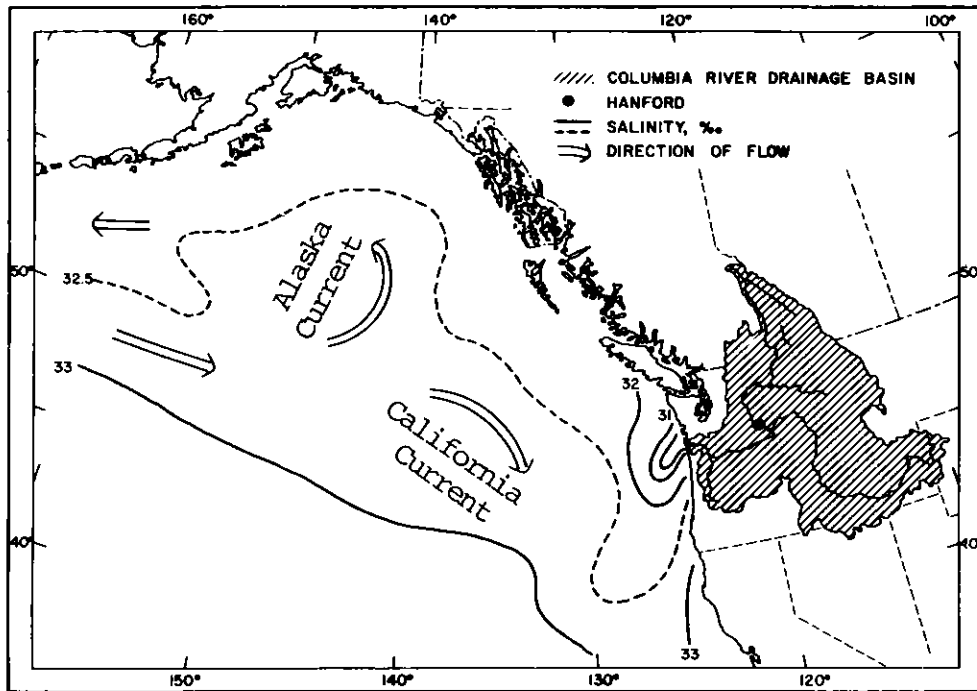 160° 140° 120° 100°
COLUMBIA RIVER DRAINAGE BASIN
HANFORD
SALINITY, ‰
DIRECTION OF FLOW
50° 50°
32.5
Alaska
Current
33
32
31
California
Current
40° 40°
33
150° 140° 130° 120°